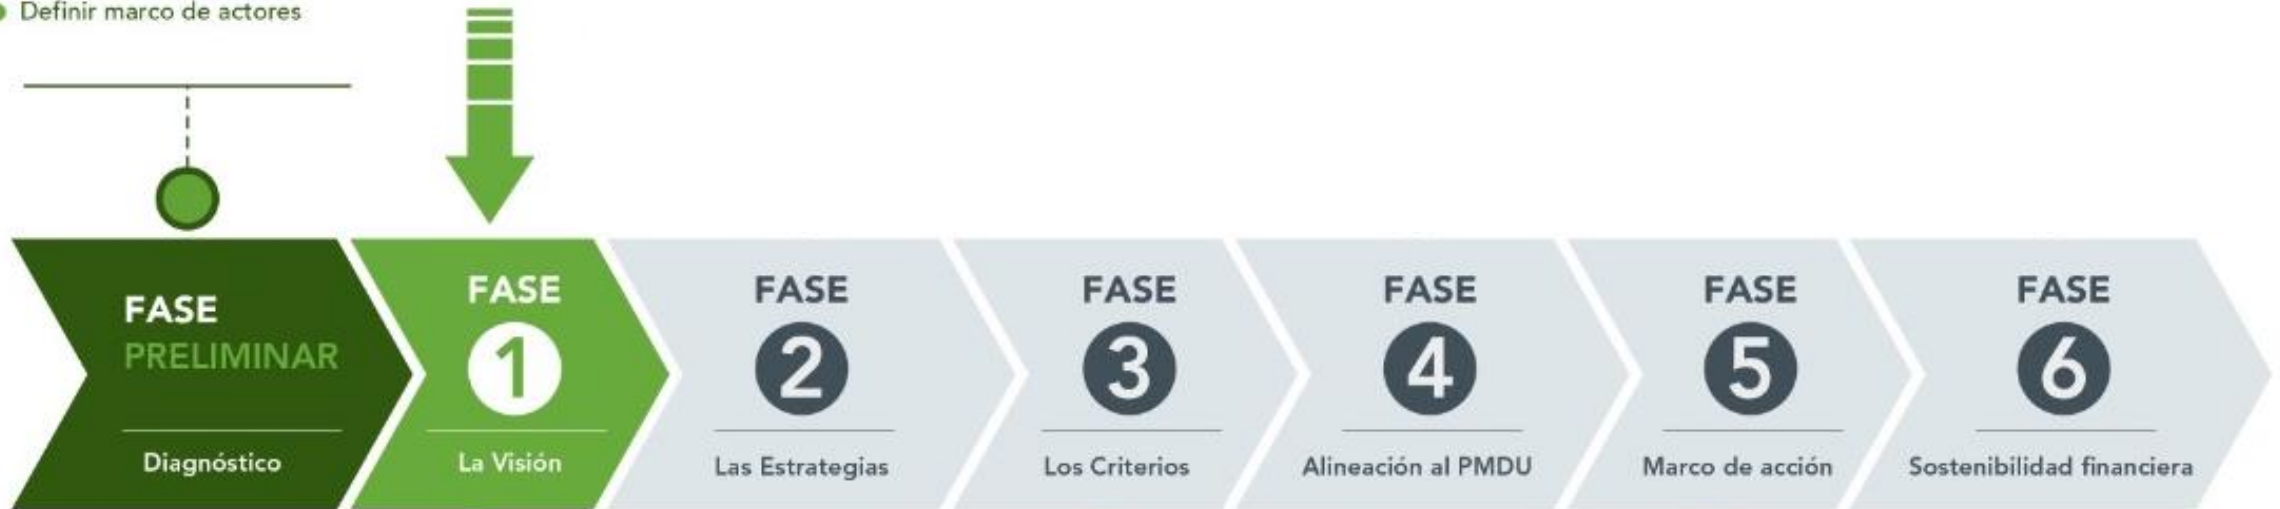 Definir marco de actores
FASE
PRELIMINAR
Diagnóstico
FASE
1
La Visión
FASE
2
Las Estrategias
FASE
3
Los Criterios
FASE
4
Alineación al PMDU
FASE
5
Marco de acción
FASE
6
Sostenibilidad financiera